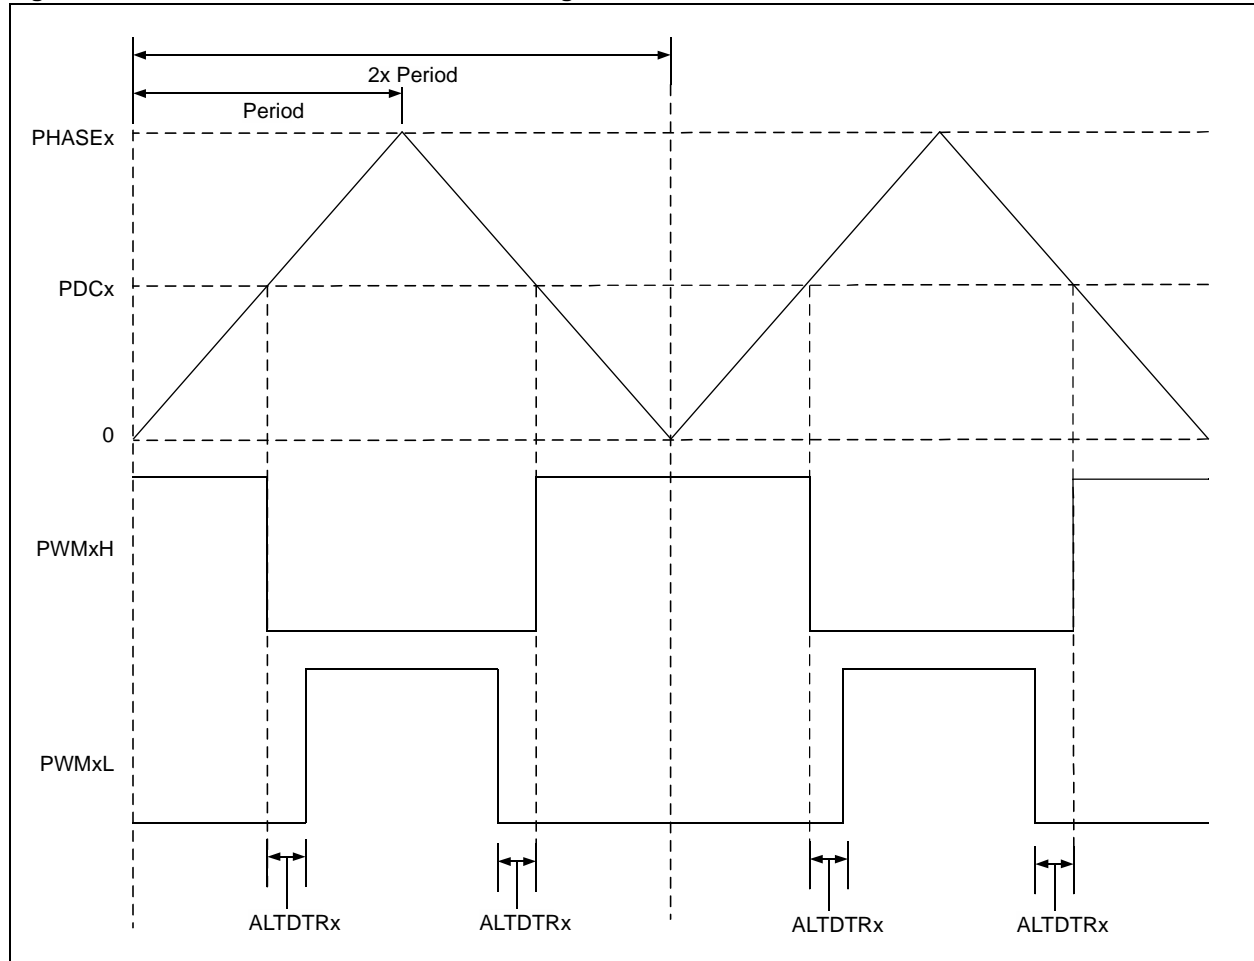 2x Period
Period
PHASEx
PDCx
0
PWMxH
PWMxL
ALTDTRx
ALTDTRx
ALTDTRx
ALTDTRx